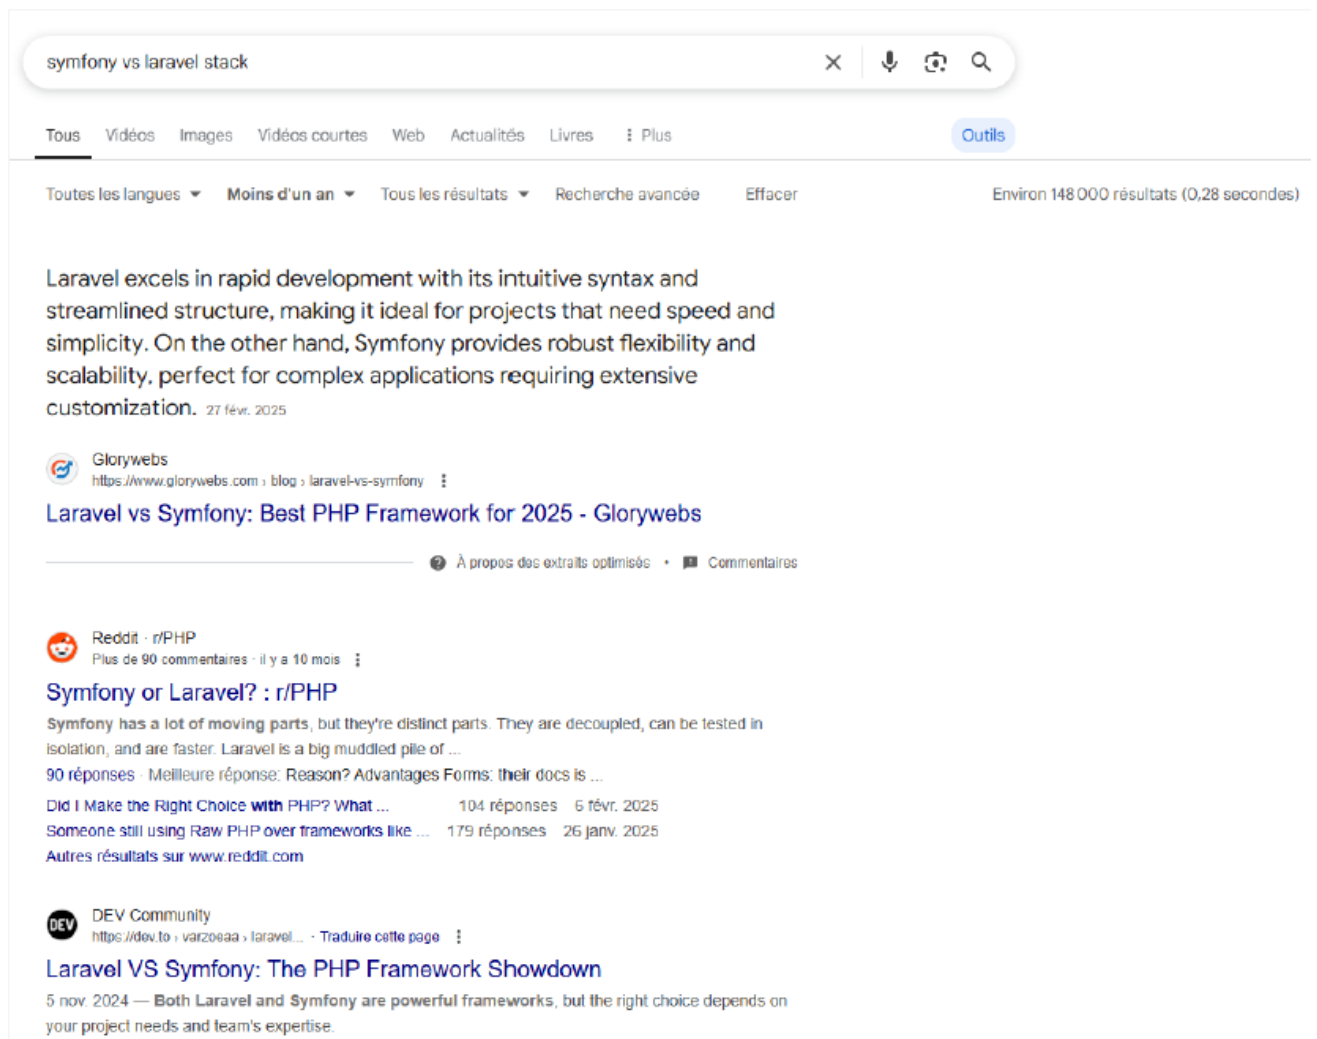 symfony vs laravel stack
Tous Vidéos Images Vidéos courtes Web Actualités Livres Plus Outils
Toutes les langues Moins d'un an Tous les résultats Recherche avancée Effacer Environ 148 000 résultats (0,28 secondes)
Laravel excels in rapid development with its intuitive syntax and
streamlined structure, making it ideal for projects that need speed and
simplicity. On the other hand, Symfony provides robust flexibility and
scalability, perfect for complex applications requiring extensive
customization. 27 févr. 2025
Glorywebs
https://www.glorywebs.com › blog › laravel-vs-symfony
Laravel vs Symfony: Best PHP Framework for 2025 - Glorywebs
À propos des extraits optimisés • Commentaires
Reddit · r/PHP
Plus de 90 commentaires · il y a 10 mois
Symfony or Laravel? : r/PHP
Symfony has a lot of moving parts, but they're distinct parts. They are decoupled, can be tested in
isolation, and are faster. Laravel is a big muddled pile of ...
90 réponses · Meilleure réponse: Reason? Advantages Forms: their docs is ...
Did I Make the Right Choice with PHP? What ... 104 réponses 6 févr. 2025
Someone still using Raw PHP over frameworks like ... 179 réponses 26 janv. 2025
Autres résultats sur www.reddit.com
DEV
DEV Community
https://dev.to › varzoeaa › laravel... · Traduire cette page
Laravel VS Symfony: The PHP Framework Showdown
5 nov. 2024 — Both Laravel and Symfony are powerful frameworks, but the right choice depends on
your project needs and team's expertise.